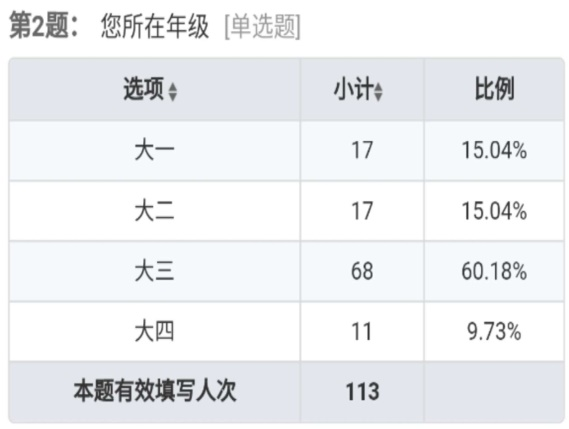 第2题： 您所在年级 [单选题]
选项 小计 比例
大一 17 15.04%
大二 17 15.04%
大三 68 60.18%
大四 11 9.73%
本题有效填写人次 113